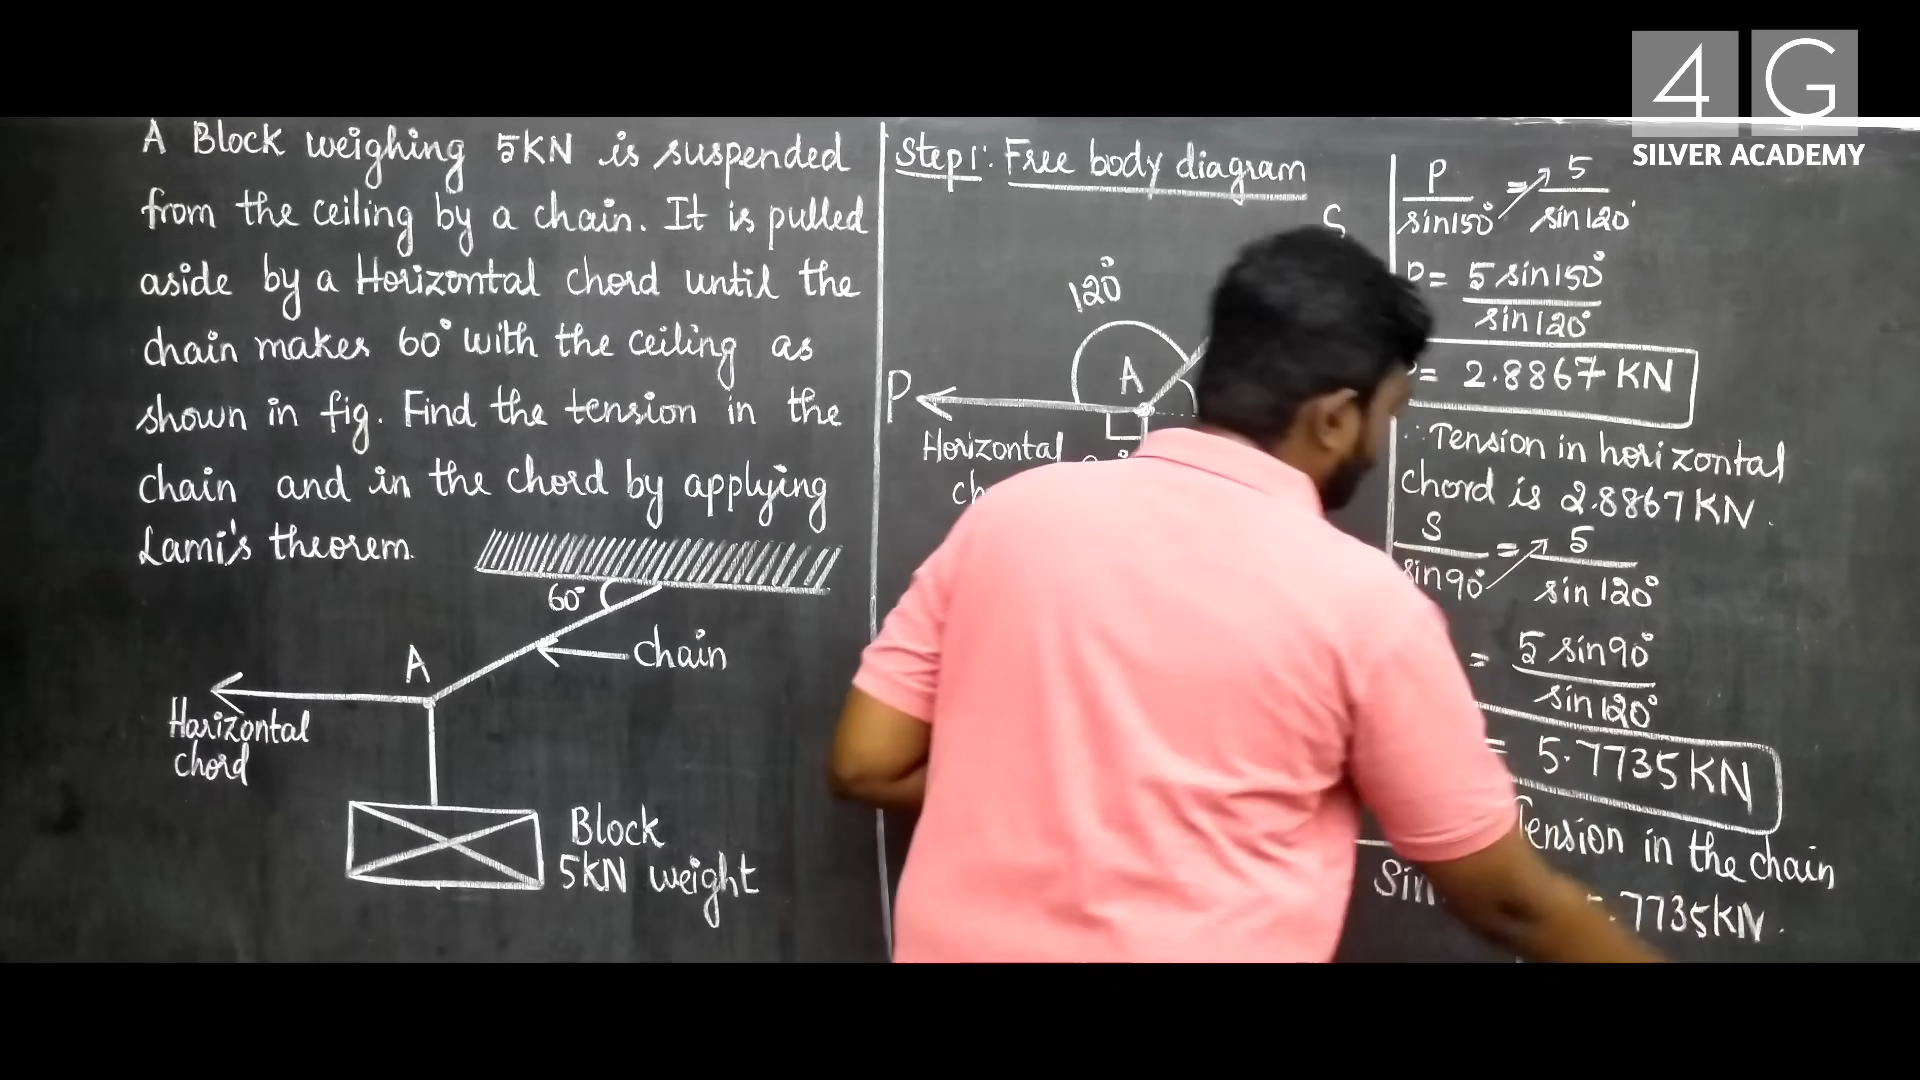 4G
SILVER ACADEMY
A Block weighing 5KN is suspended
from the ceiling by a chain. It is pulled
aside by a Horizontal chord until the
chain makes 60° with the ceiling as
shown in fig. Find the tension in the
chain and in the chord by applying
Lami's theorem.
60°
chain
A
Horizontal
chord
Block
5KN weight
Step1: Free body diagram
S
120°
A
P
Horizontal
P/sin150° = 5/sin120°
P = 5 sin150°/sin120°
= 2.8867 KN
∴ Tension in horizontal
chord is 2.8867 KN.
S/sin90° = 5/sin120°
= 5 sin90°/sin120°
= 5.7735 KN
Tension in the chain
.7735KN.
Sin